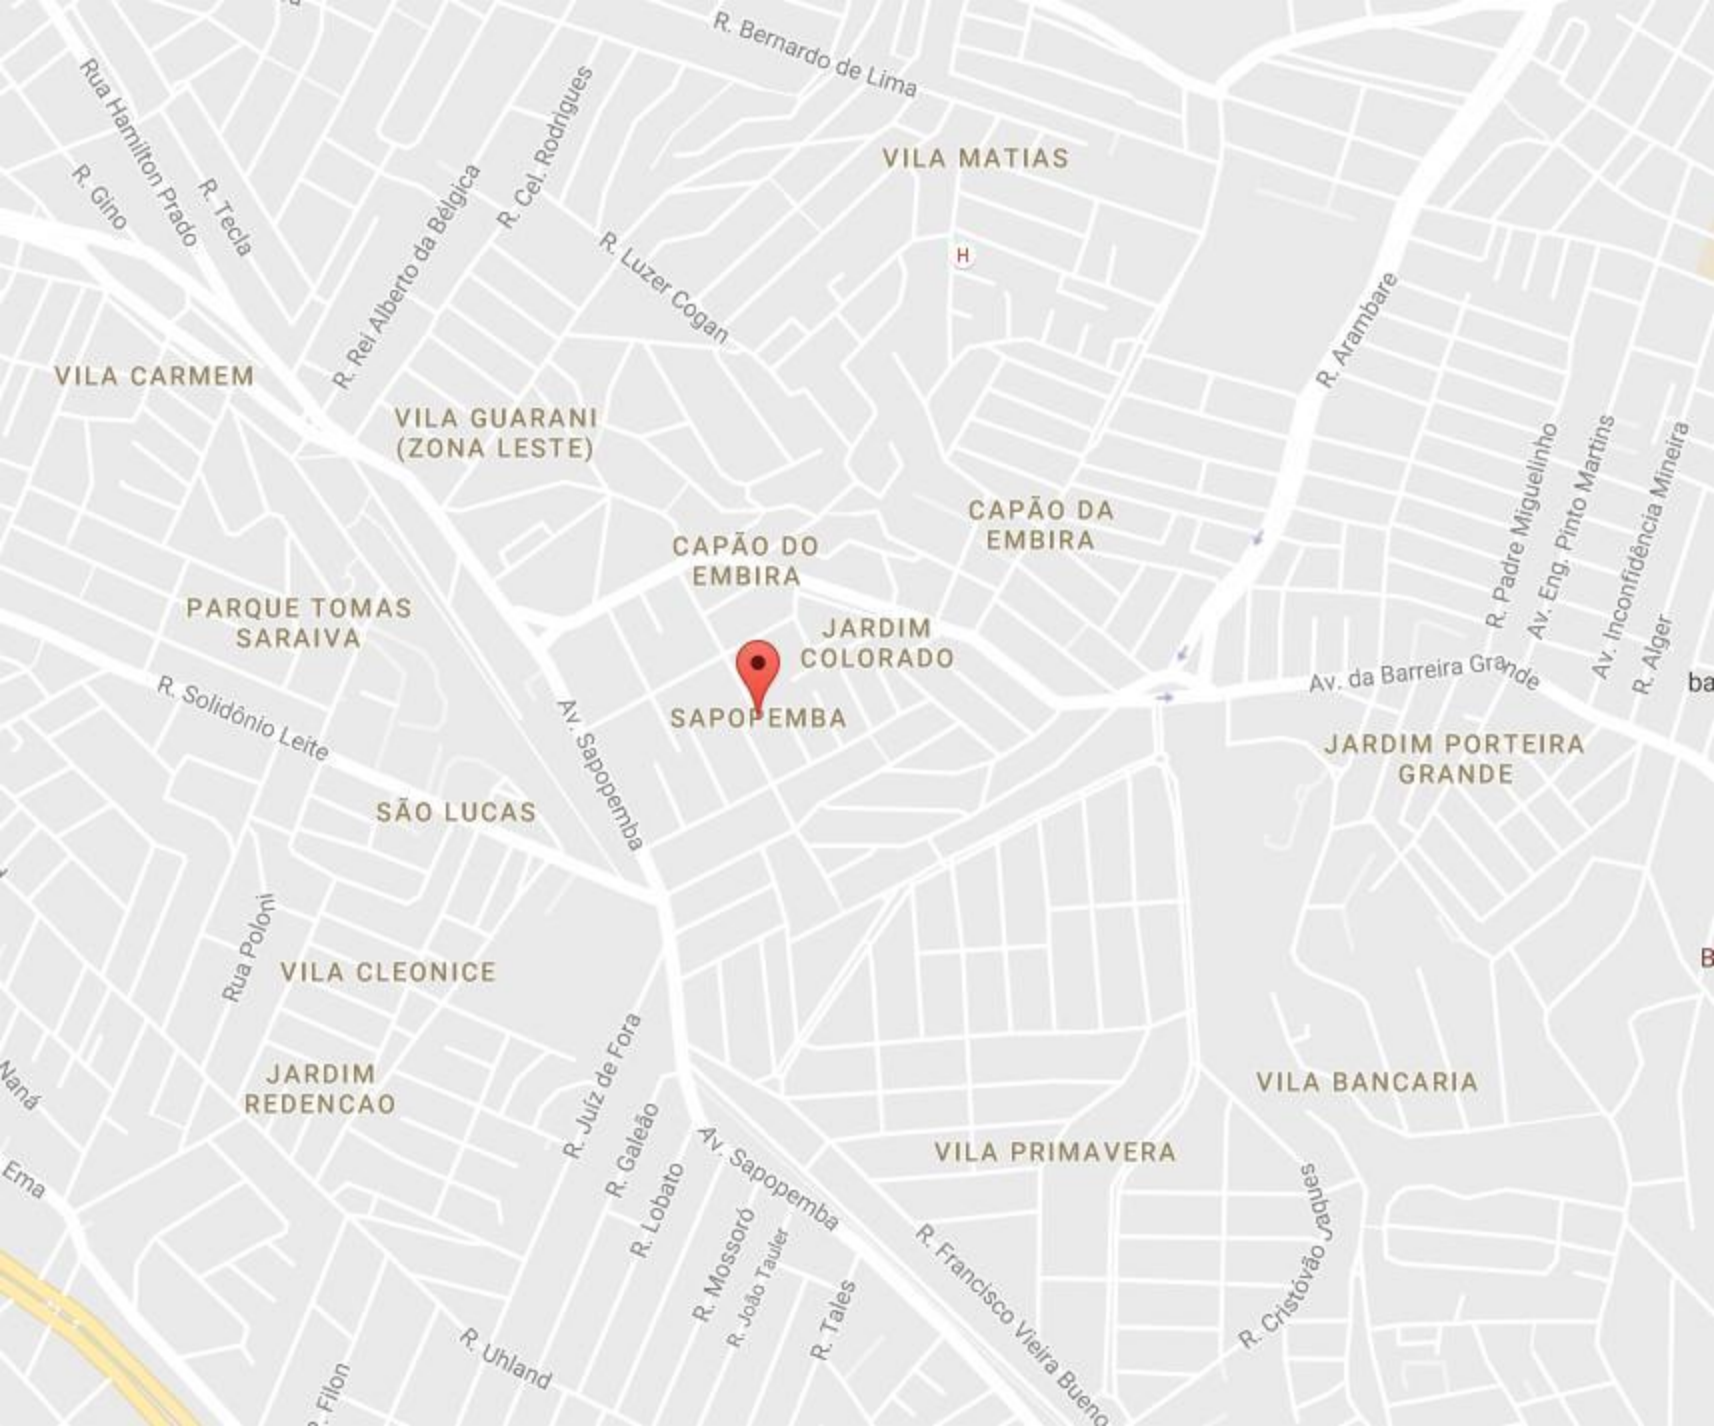 R. Bernardo de Lima
Rua Hamilton Prado
R. Gino
R. Tecla
R. Rei Alberto da Bélgica
R. Cel. Rodrigues
R. Luzer Cogan
VILA MATIAS
H
R. Arambare
VILA CARMEM
VILA GUARANI
(ZONA LESTE)
CAPÃO DA
EMBIRA
CAPÃO DO
EMBIRA
R. Padre Miguelinho
Av. Eng. Pinto Martins
Av. Inconfidência Mineira
R. Alger
PARQUE TOMAS
SARAIVA
JARDIM
COLORADO
Av. da Barreira Grande
ba
R. Solidônio Leite
Av. Sapopemba
SAPOPEMBA
JARDIM PORTEIRA
GRANDE
SÃO LUCAS
Rua Poloni
VILA CLEONICE
B
JARDIM
REDENCAO
R. Juíz de Fora
R. Galeão
R. Lobato
VILA BANCARIA
Naná
Ema
Av. Sapopemba
VILA PRIMAVERA
R. Mossoró
R. João Tauler
R. Tales
R. Francisco Vieira Bueno
R. Cristóvão Jaques
R. Uhland
R. Filon